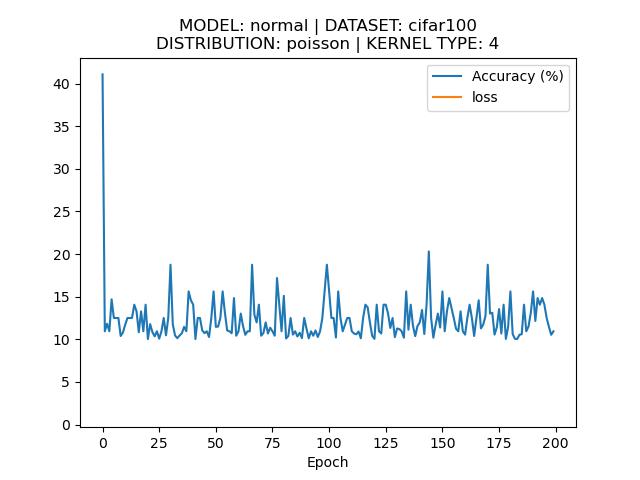 MODEL: normal | DATASET: cifar100
DISTRIBUTION: poisson | KERNEL TYPE: 4
Accuracy (%)
loss
40
35
30
25
20
15
10
5
0
0 25 50 75 100 125 150 175 200
Epoch